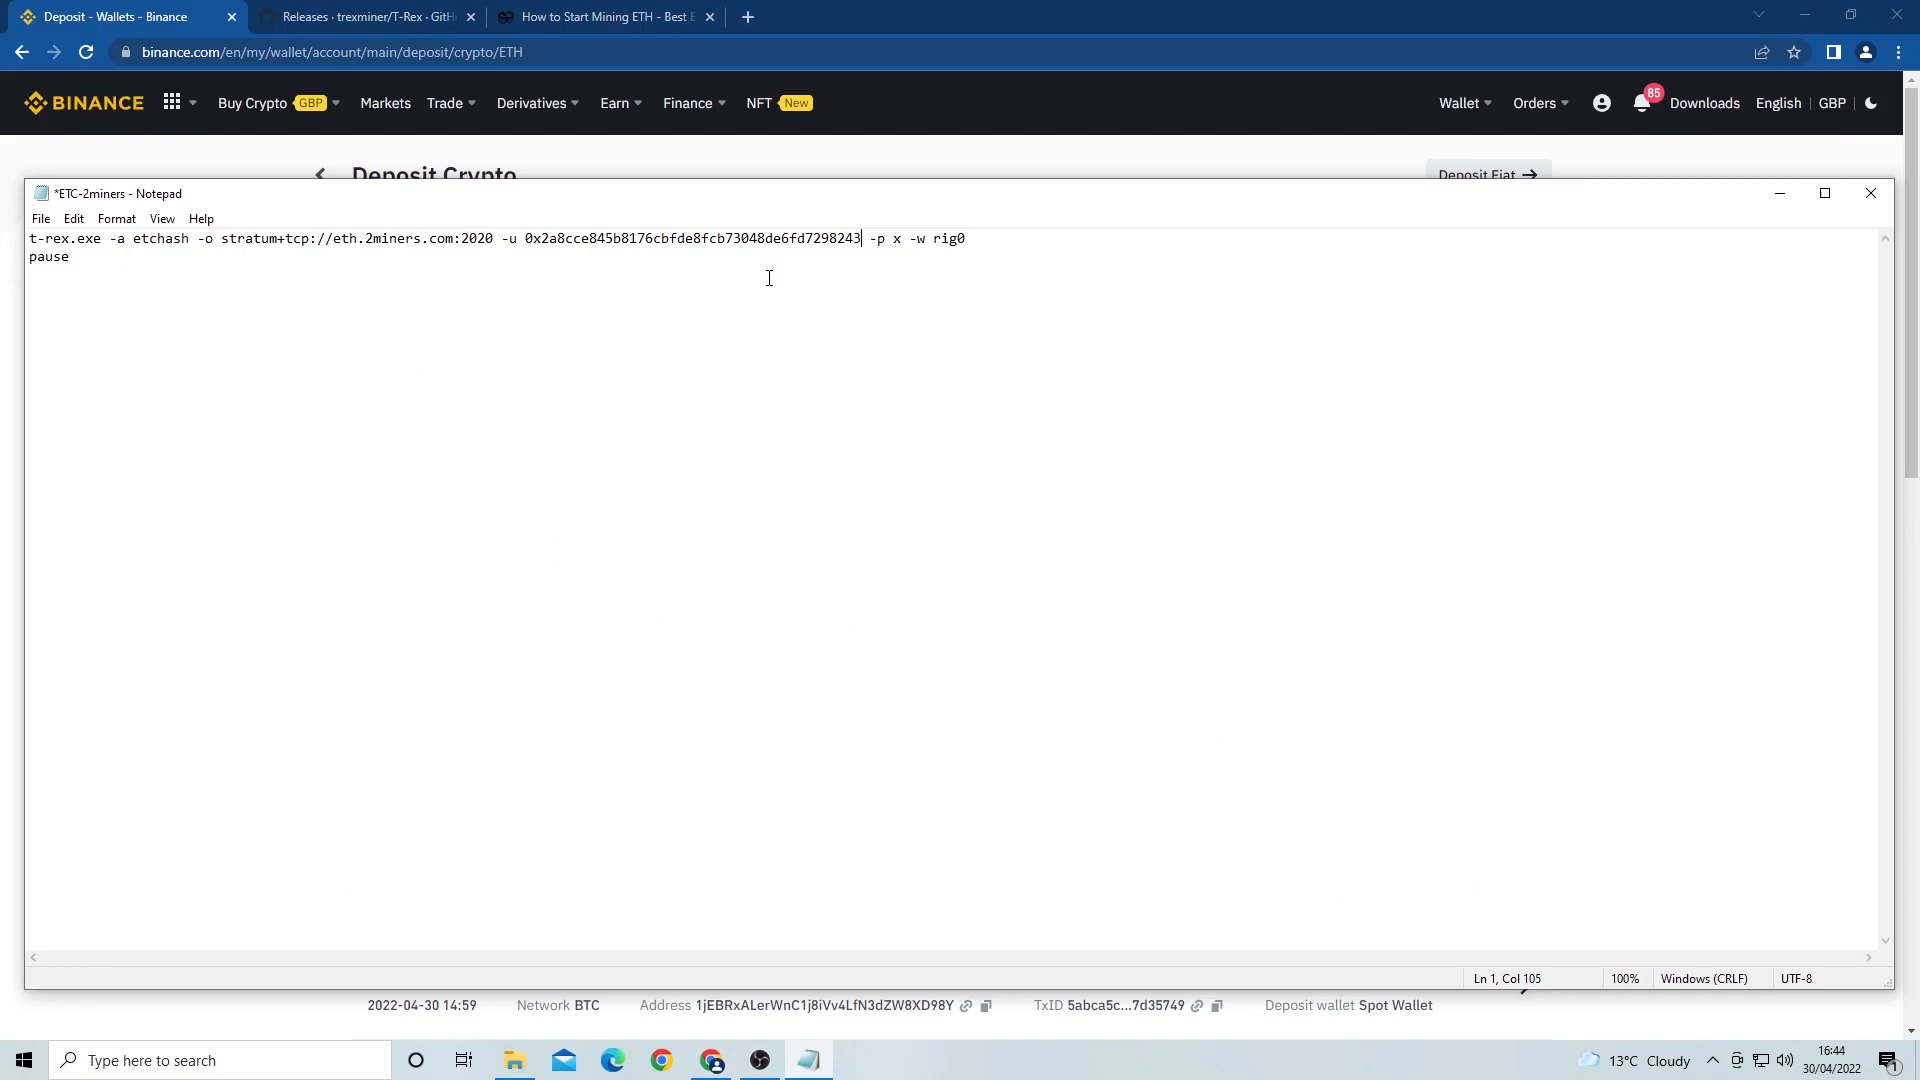 Deposit - Wallets - Binance
Releases · trexminer/T-Rex · GitH
How to Start Mining ETH - Best E
binance.com/en/my/wallet/account/main/deposit/crypto/ETH
BINANCE Buy Crypto GBP Markets Trade Derivatives Earn Finance NFT New Wallet Orders 85 Downloads English GBP
Deposit Crypto Deposit Fiat
*ETC-2miners - Notepad
File Edit Format View Help
t-rex.exe -a etchash -o stratum+tcp://eth.2miners.com:2020 -u 0x2a8cce845b8176cbfde8fcb73048de6fd7298243 -p x -w rig0
pause
Ln 1, Col 105 100% Windows (CRLF) UTF-8
2022-04-30 14:59 Network BTC Address 1jEBRxALerWnC1j8iVv4LfN3dZW8XD98Y TxID 5abca5c...7d35749 Deposit wallet Spot Wallet
Type here to search 13°C Cloudy 16:44
30/04/2022 1